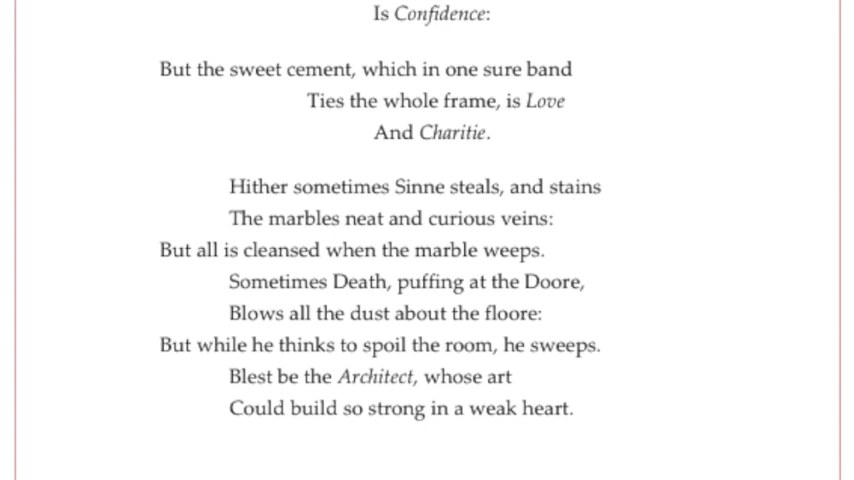 Is Confidence:
But the sweet cement, which in one sure band
Ties the whole frame, is Love
And Charitie.
Hither sometimes Sinne steals, and stains
The marbles neat and curious veins:
But all is cleansed when the marble weeps.
Sometimes Death, puffing at the Doore,
Blows all the dust about the floore:
But while he thinks to spoil the room, he sweeps.
Blest be the Architect, whose art
Could build so strong in a weak heart.